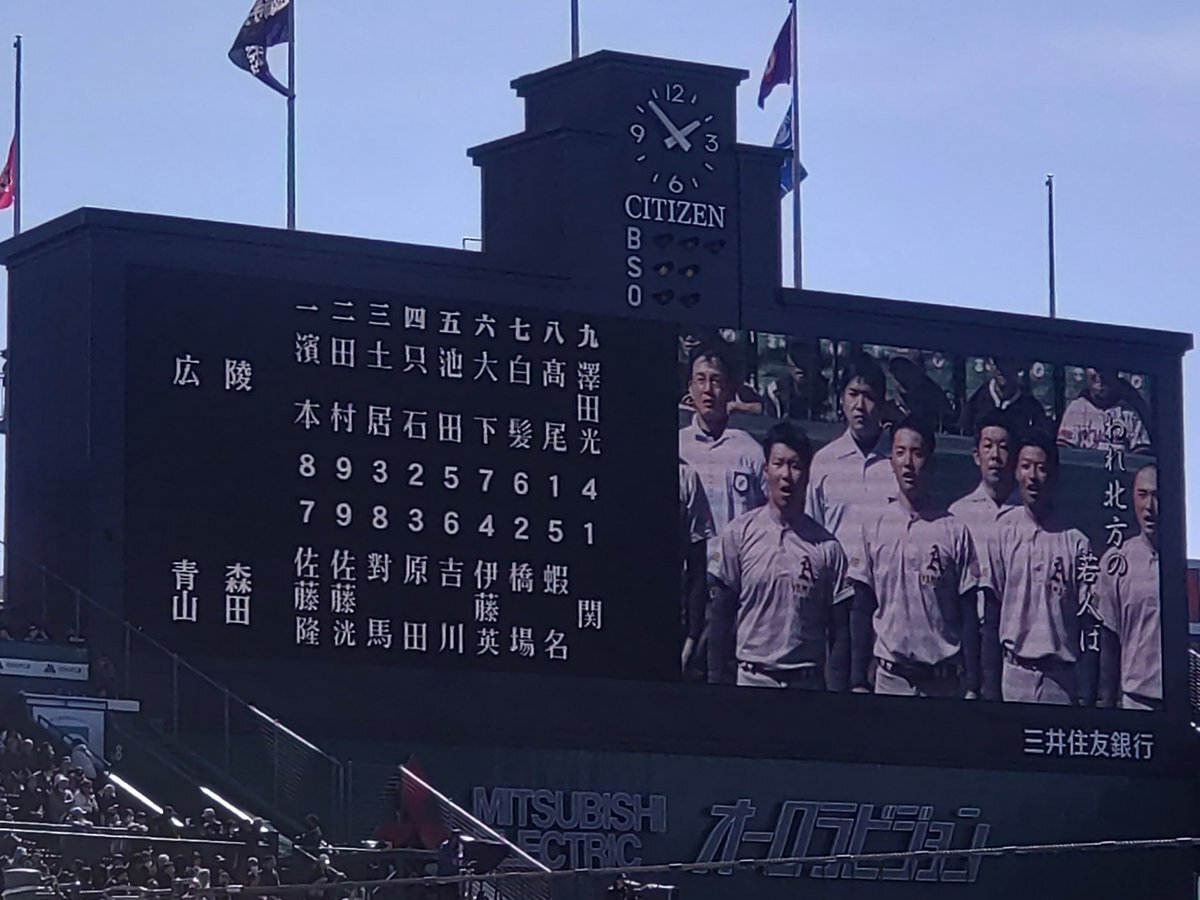 12
3
6
9
CITIZEN
B
S
O
広陵
一 濱本 8
二 田村 9
三 土居 3
四 只石 2
五 池田 5
六 大下 7
七 白髪 6
八 髙尾 1
九 澤田光 4
青森
山田
7 佐藤隆
9 佐藤洸
8 對馬
3 原田
6 吉川
4 伊藤英
2 橋場
5 蝦名
1 関
われ北方の
若人は
三井住友銀行
MITSUBISHI
ELECTRIC
オーロラビジョン